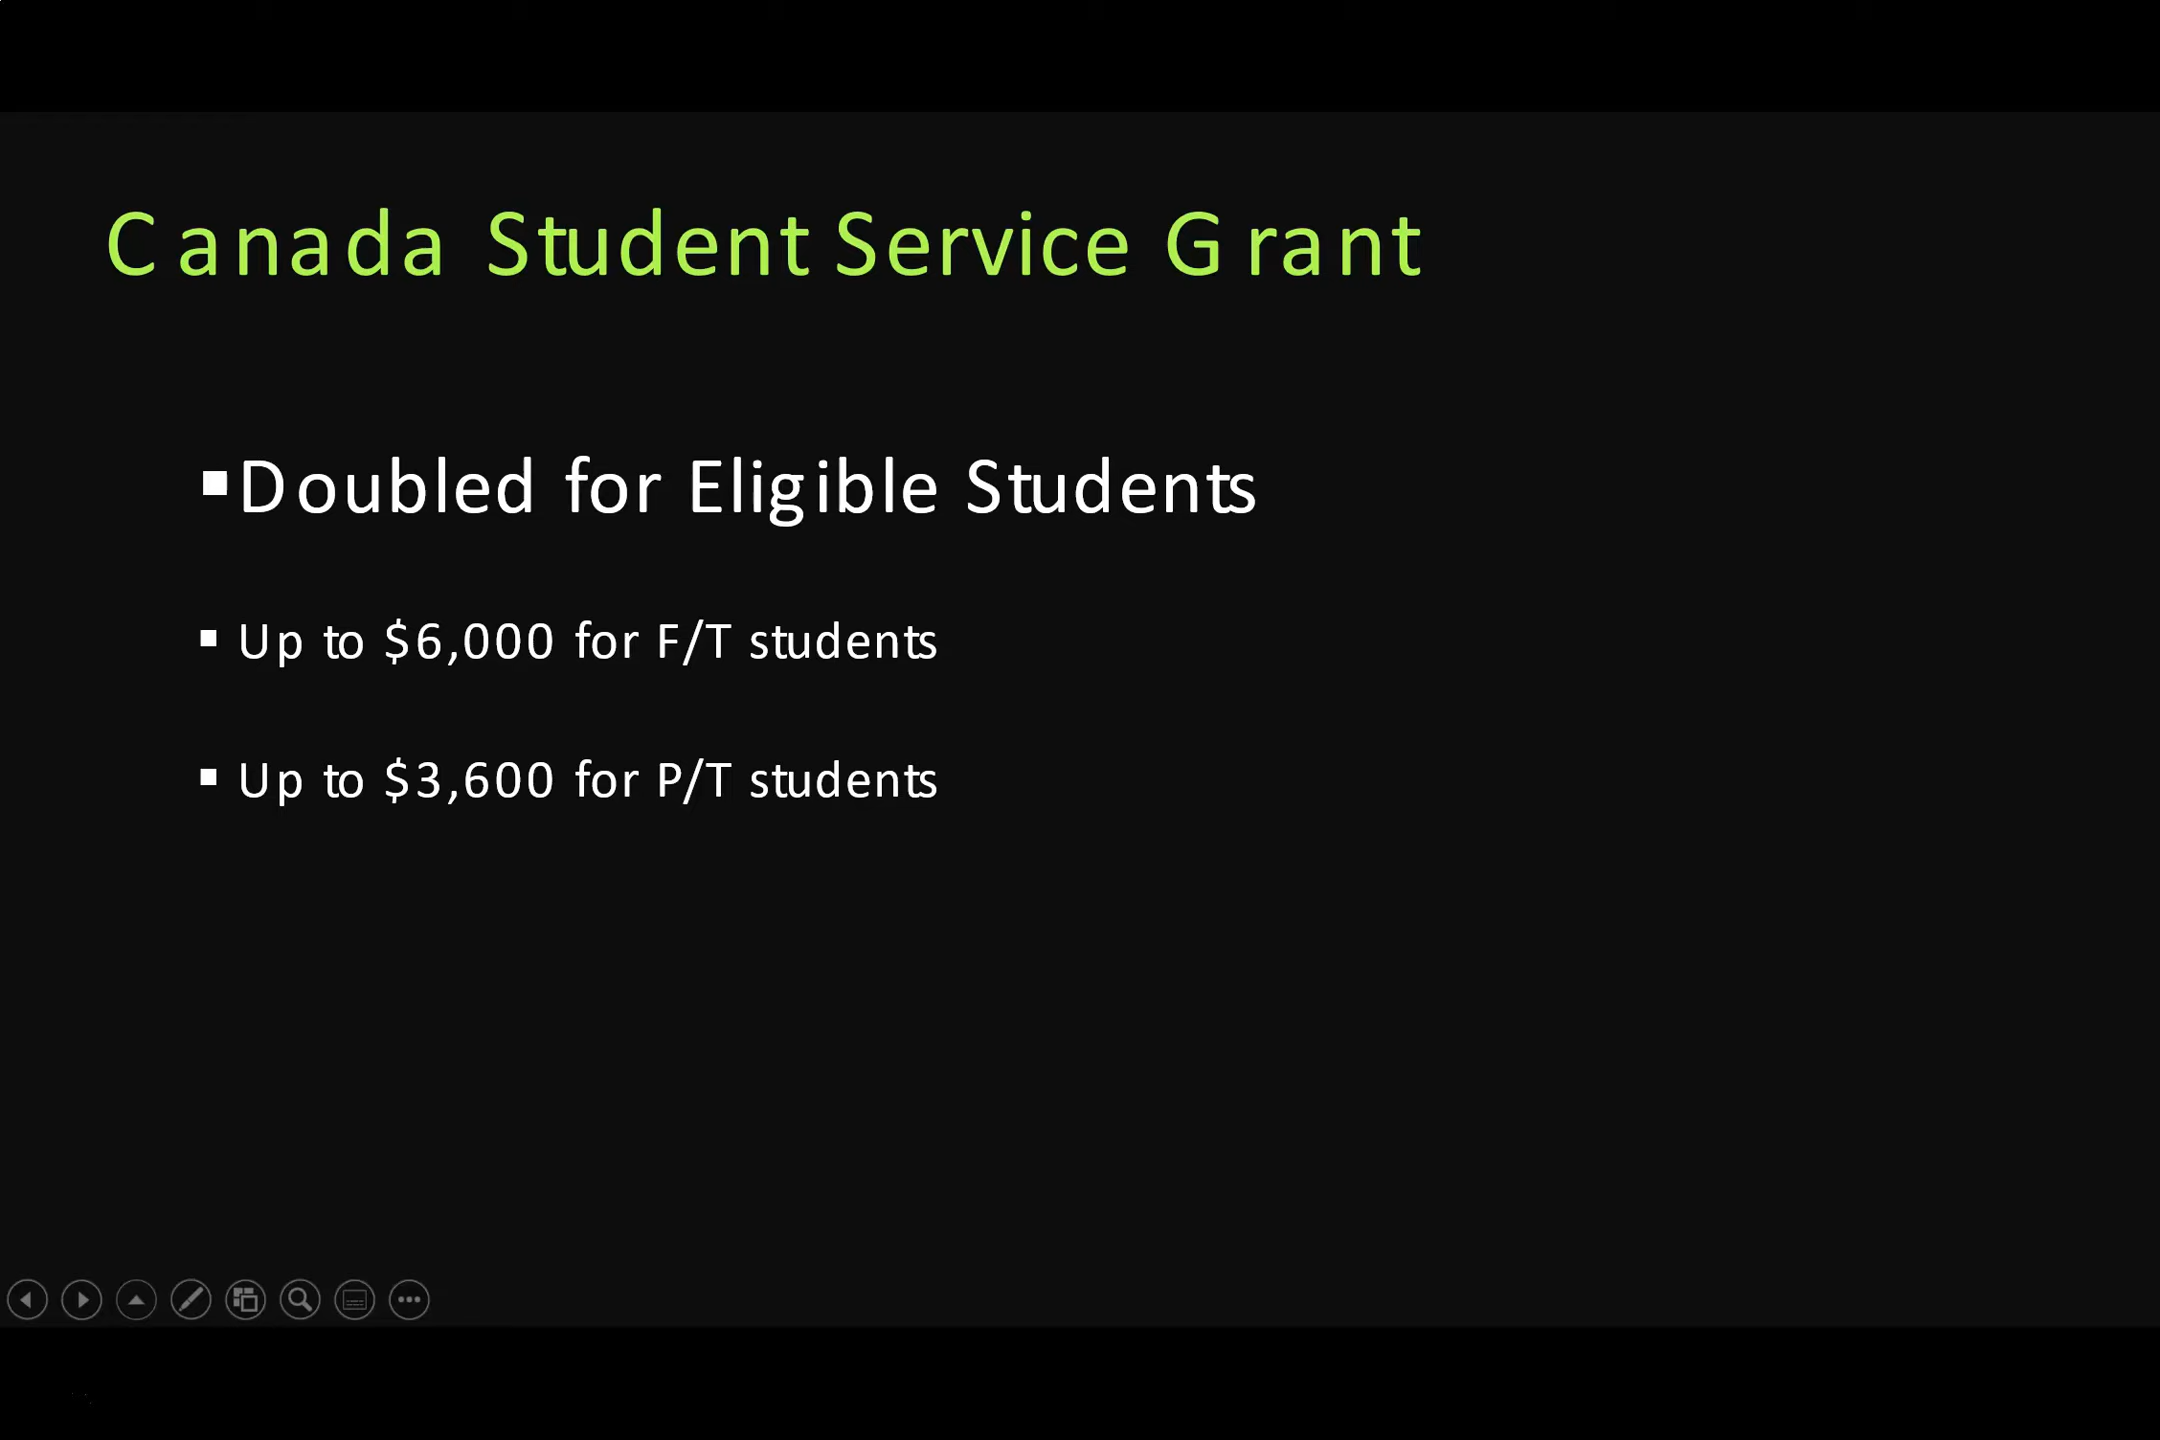 Canada Student Service Grant
▪Doubled for Eligible Students
▪ Up to $6,000 for F/T students
▪ Up to $3,600 for P/T students